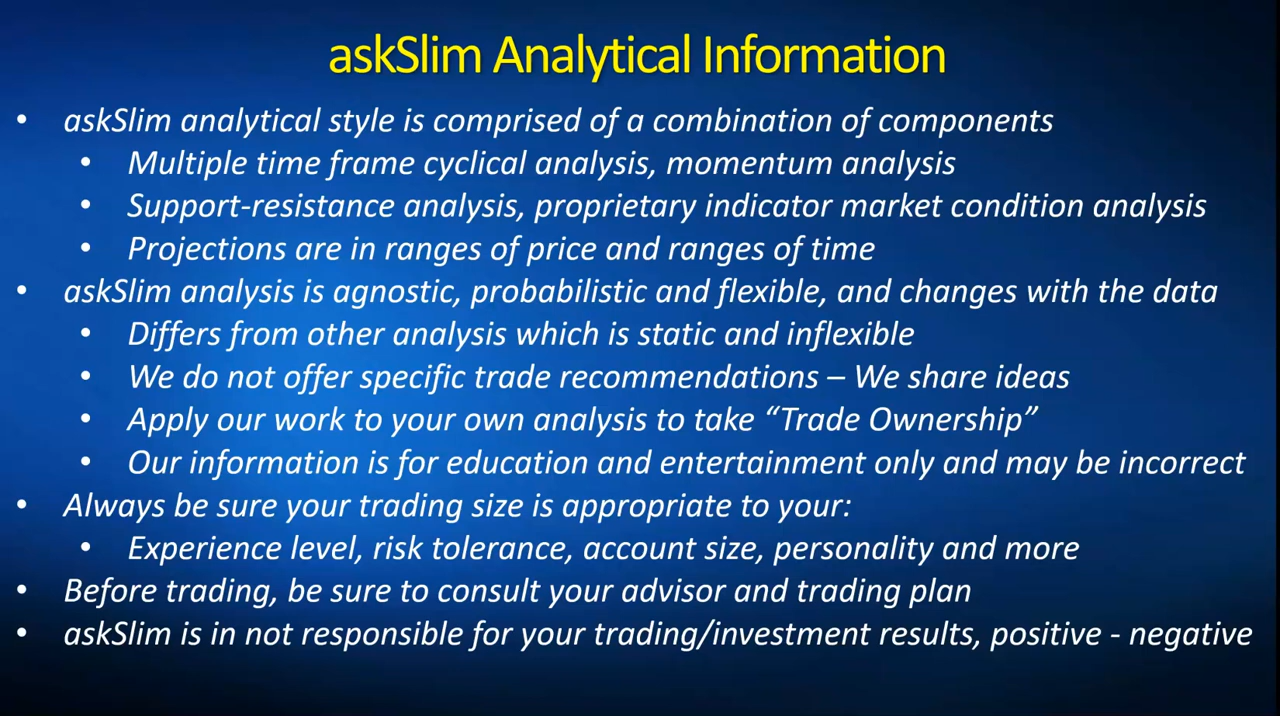 askSlim Analytical Information
• askSlim analytical style is comprised of a combination of components
• Multiple time frame cyclical analysis, momentum analysis
• Support-resistance analysis, proprietary indicator market condition analysis
• Projections are in ranges of price and ranges of time
• askSlim analysis is agnostic, probabilistic and flexible, and changes with the data
• Differs from other analysis which is static and inflexible
• We do not offer specific trade recommendations – We share ideas
• Apply our work to your own analysis to take “Trade Ownership”
• Our information is for education and entertainment only and may be incorrect
• Always be sure your trading size is appropriate to your:
• Experience level, risk tolerance, account size, personality and more
• Before trading, be sure to consult your advisor and trading plan
• askSlim is in not responsible for your trading/investment results, positive - negative